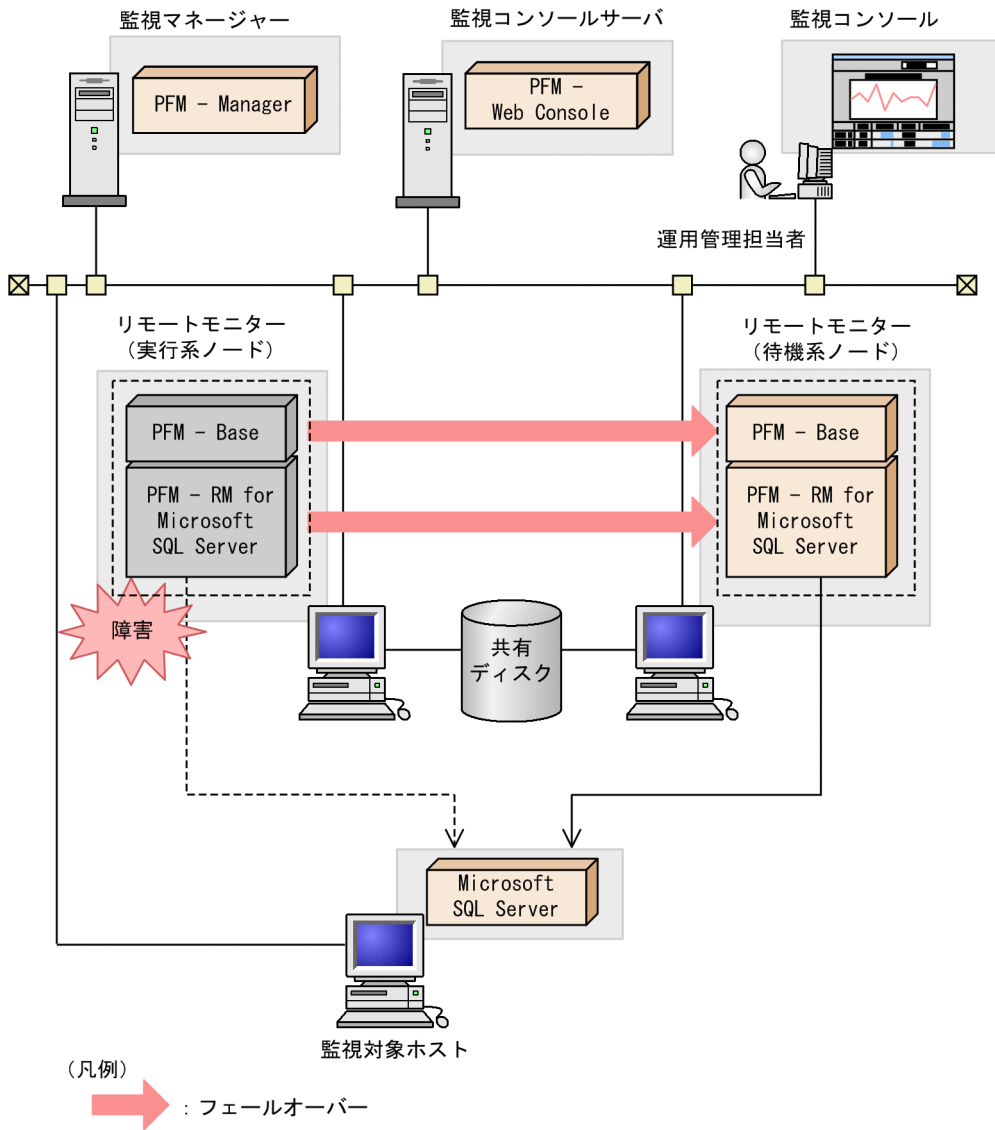 監視マネージャー
監視コンソールサーバ
監視コンソール
PFM - Manager
PFM -
Web Console
運用管理担当者
リモートモニター
(実行系ノード)
リモートモニター
(待機系ノード)
PFM - Base
PFM - RM for
Microsoft
SQL Server
PFM - Base
PFM - RM for
Microsoft
SQL Server
障害
共有
ディスク
Microsoft
SQL Server
監視対象ホスト
(凡例)
:フェールオーバー